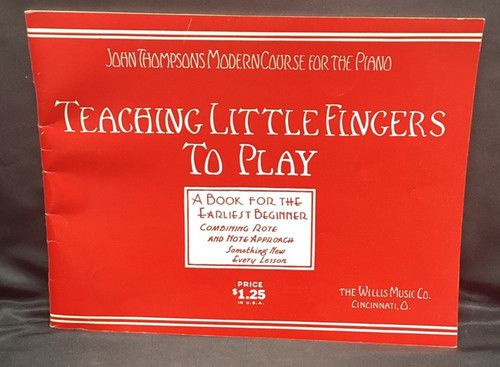 John Thompson's Modern Course for the Piano
Teaching Little Fingers
To Play
A Book for the
Earliest Beginner
Combining Rote
and Note Approach
Something New
Every Lesson
PRICE
$1.25
IN U.S.A.
The Willis Music Co.
Cincinnati, O.